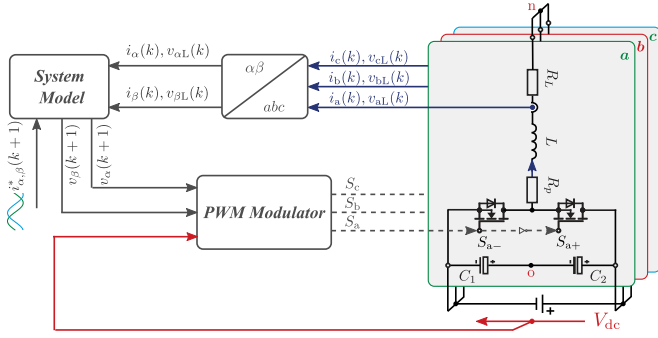 n
c
b
a
i_α(k), v_αL(k)
i_c(k), v_cL(k)
i_b(k), v_bL(k)
i_β(k), v_βL(k)
i_a(k), v_aL(k)
αβ
abc
System
Model
R_L
L
R_p
i*_α,β(k+1)
v_β(k+1)
v_α(k+1)
PWM Modulator
S_c
S_b
S_a
S_a−
S_a+
C_1
o
C_2
+
V_dc